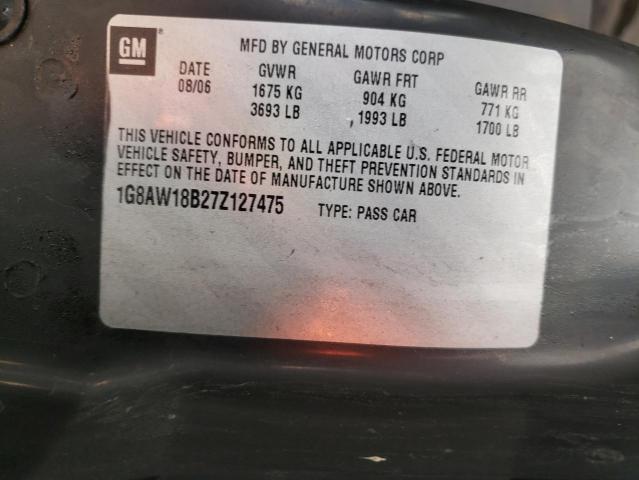 GM ®
MFD BY GENERAL MOTORS CORP
DATE GVWR GAWR FRT GAWR RR
08/06 1675 KG 904 KG 771 KG
3693 LB 1993 LB 1700 LB
THIS VEHICLE CONFORMS TO ALL APPLICABLE U.S. FEDERAL MOTOR
VEHICLE SAFETY, BUMPER, AND THEFT PREVENTION STANDARDS IN
EFFECT ON THE DATE OF MANUFACTURE SHOWN ABOVE.
1G8AW18B27Z127475 TYPE: PASS CAR